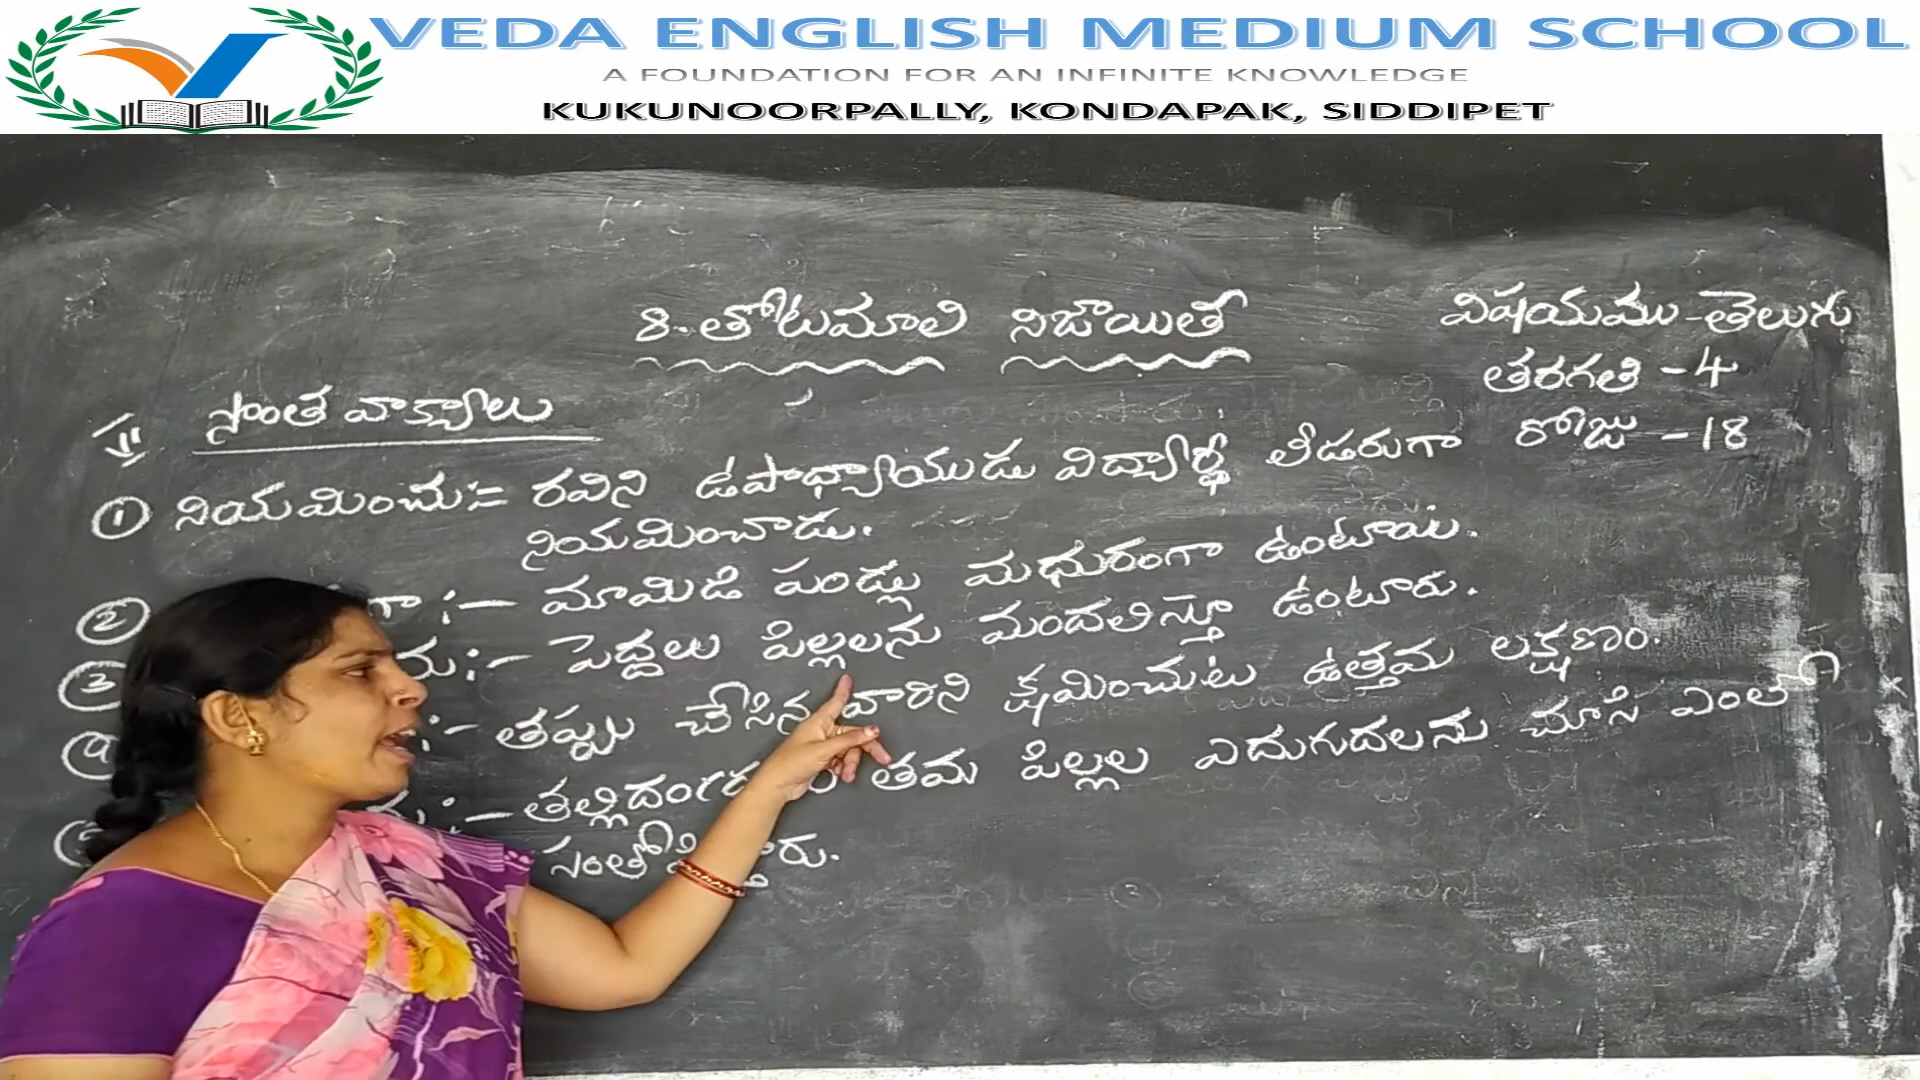 VEDA ENGLISH MEDIUM SCHOOL
A FOUNDATION FOR AN INFINITE KNOWLEDGE
KUKUNOORPALLY, KONDAPAK, SIDDIPET
8. తోటమాలి నిజాయితీ
విషయము - తెలుగు
తరగతి - 4
రోజు - 18
II సొంత వాక్యాలు
① నియమించు:= రవిని ఉపాధ్యాయుడు విద్యార్థి లీడరుగా
నియమించాడు.
② గా :- మామిడి పండ్లు మధురంగా ఉంటాయి.
③ :- పెద్దలు పిల్లలను మందలిస్తూ ఉంటారు.
④ :- తప్పు చేసిన వారిని క్షమించుట ఉత్తమ లక్షణం.
:- తమ పిల్లల ఎదుగుదలను చూసి ఎంతో